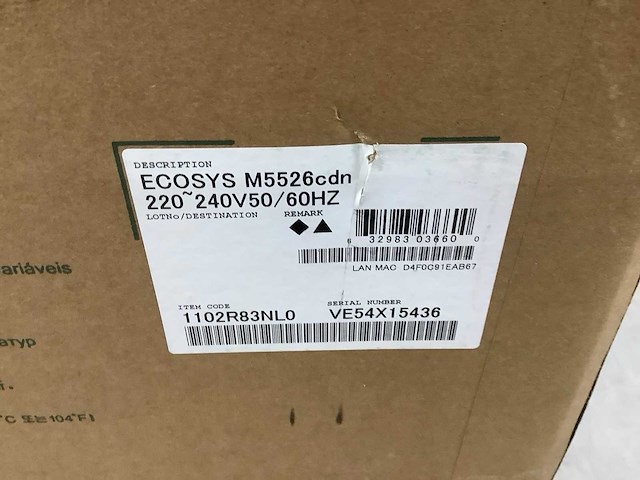 DESCRIPTION
ECOSYS M5526cdn
220~240V50/60HZ
LOTNo/DESTINATION REMARK
6 32983 03660 0
LAN MAC D4F0C91EAB67
ITEM CODE SERIAL NUMBER
1102R83NL0 VE54X15436
ariáveis
атур
°C 또는104°F]